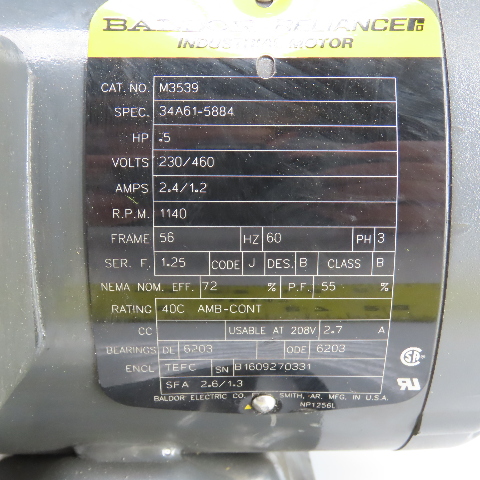 BALDOR RELIANCE
INDUSTRIAL MOTOR
CAT. NO. M3539
SPEC. 34A61-5884
HP .5
VOLTS 230/460
AMPS 2.4/1.2
R.P.M. 1140
FRAME 56 HZ 60 PH 3
SER. F. 1.25 CODE J DES. B CLASS B
NEMA NOM. EFF. 72 % P.F. 55 %
RATING 40C AMB-CONT
CC USABLE AT 208V 2.7 A
BEARINGS DE 6203 ODE 6203
ENCL TEFC SN B1609270331
SFA 2.6/1.3
BALDOR ELECTRIC CO. SMITH, AR. MFG. IN U.S.A.
NP1256L